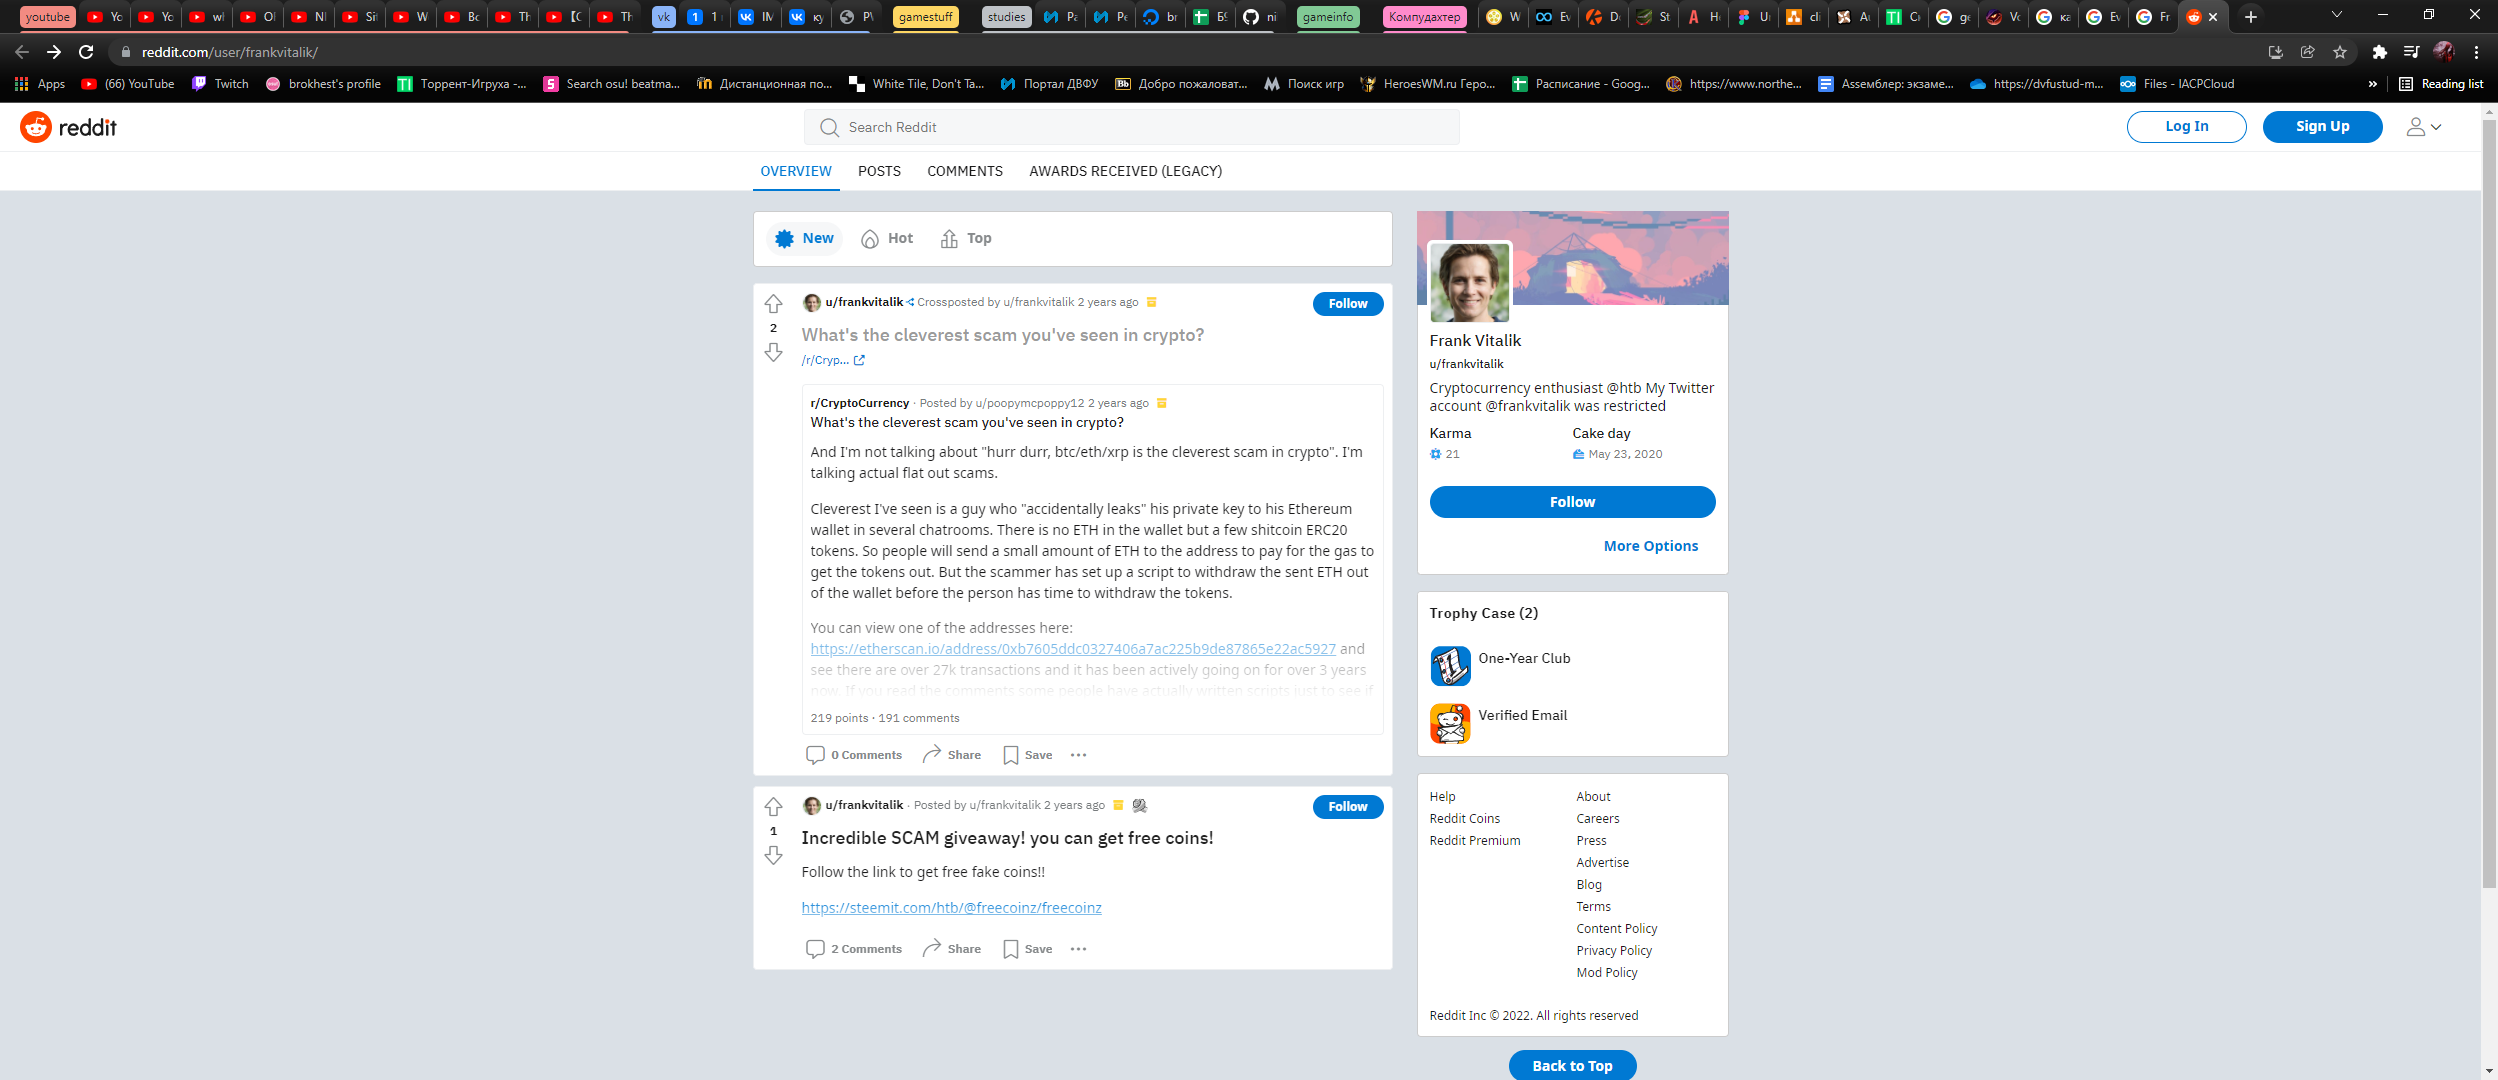 youtube
Yc
Yc
wl
Ol
Nl
Sit
W
Bc
Th
【C
Th
vk
1
IM
ку
P\
gamestuff
studies
Pa
Pe
br
БS
ni
gameinfo
Компудахтер
W
Ev
Dc
St
He
Ui
cli
Al
Ск
ge
Vc
ка
Ev
Fr
reddit.com/user/frankvitalik/
Apps
(66) YouTube
Twitch
brokhest's profile
Торрент-Игруха -...
Search osu! beatma...
Дистанционная по...
White Tile, Don't Ta...
Портал ДВФУ
Добро пожаловат...
Поиск игр
HeroesWM.ru Геро...
Расписание - Goog...
https://www.northe...
Ассемблер: экзаме...
https://dvfustud-m...
Files - IACPCloud
»
Reading list
reddit
Search Reddit
Log In
Sign Up
OVERVIEW
POSTS
COMMENTS
AWARDS RECEIVED (LEGACY)
New
Hot
Top
u/frankvitalik Crossposted by u/frankvitalik 2 years ago
Follow
2
What's the cleverest scam you've seen in crypto?
/r/Cryp...
r/CryptoCurrency · Posted by u/poopymcpoppy12 2 years ago
What's the cleverest scam you've seen in crypto?
And I'm not talking about "hurr durr, btc/eth/xrp is the cleverest scam in crypto". I'm
talking actual flat out scams.
Cleverest I've seen is a guy who "accidentally leaks" his private key to his Ethereum
wallet in several chatrooms. There is no ETH in the wallet but a few shitcoin ERC20
tokens. So people will send a small amount of ETH to the address to pay for the gas to
get the tokens out. But the scammer has set up a script to withdraw the sent ETH out
of the wallet before the person has time to withdraw the tokens.
You can view one of the addresses here:
https://etherscan.io/address/0xb7605ddc0327406a7ac225b9de87865e22ac5927 and
see there are over 27k transactions and it has been actively going on for over 3 years
now. If you read the comments some people have actually written scripts just to see if
219 points · 191 comments
0 Comments
Share
Save
u/frankvitalik · Posted by u/frankvitalik 2 years ago
Follow
1
Incredible SCAM giveaway! you can get free coins!
Follow the link to get free fake coins!!
https://steemit.com/htb/@freecoinz/freecoinz
2 Comments
Share
Save
Frank Vitalik
u/frankvitalik
Cryptocurrency enthusiast @htb My Twitter
account @frankvitalik was restricted
Karma
Cake day
21
May 23, 2020
Follow
More Options
Trophy Case (2)
One-Year Club
Verified Email
Help
About
Reddit Coins
Careers
Reddit Premium
Press
Advertise
Blog
Terms
Content Policy
Privacy Policy
Mod Policy
Reddit Inc © 2022. All rights reserved
Back to Top